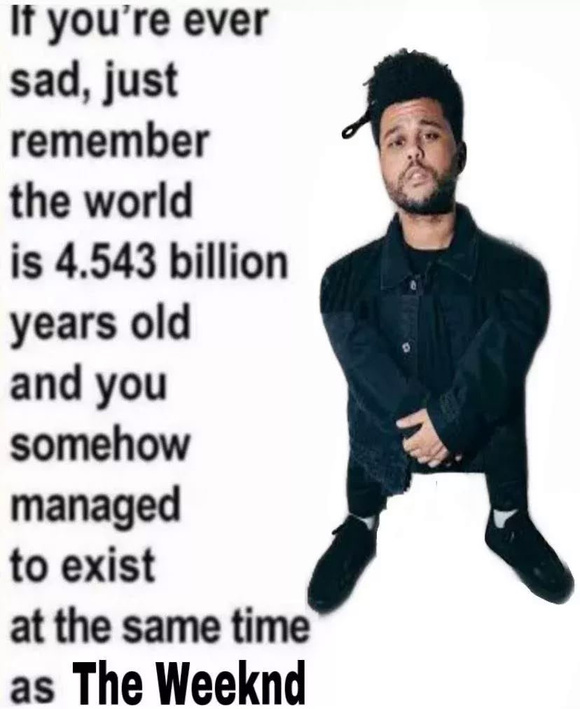 If you're ever
sad, just
remember
the world
is 4.543 billion
years old
and you
somehow
managed
to exist
at the same time
as The Weeknd